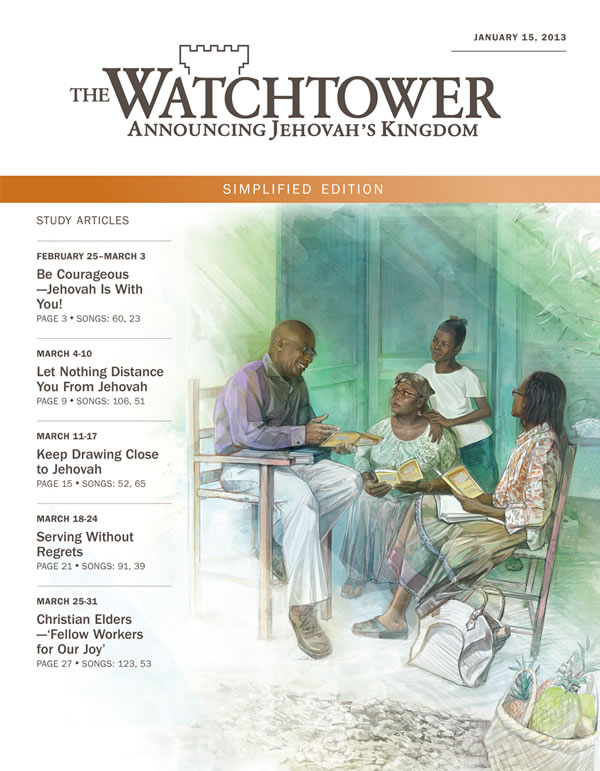 JANUARY 15, 2013
THE WATCHTOWER
ANNOUNCING JEHOVAH'S KINGDOM
SIMPLIFIED EDITION
STUDY ARTICLES
FEBRUARY 25–MARCH 3
Be Courageous
—Jehovah Is With
You!
PAGE 3 • SONGS: 60, 23
MARCH 4-10
Let Nothing Distance
You From Jehovah
PAGE 9 • SONGS: 106, 51
MARCH 11-17
Keep Drawing Close
to Jehovah
PAGE 15 • SONGS: 52, 65
MARCH 18-24
Serving Without
Regrets
PAGE 21 • SONGS: 91, 39
MARCH 25-31
Christian Elders
—‘Fellow Workers
for Our Joy’
PAGE 27 • SONGS: 123, 53